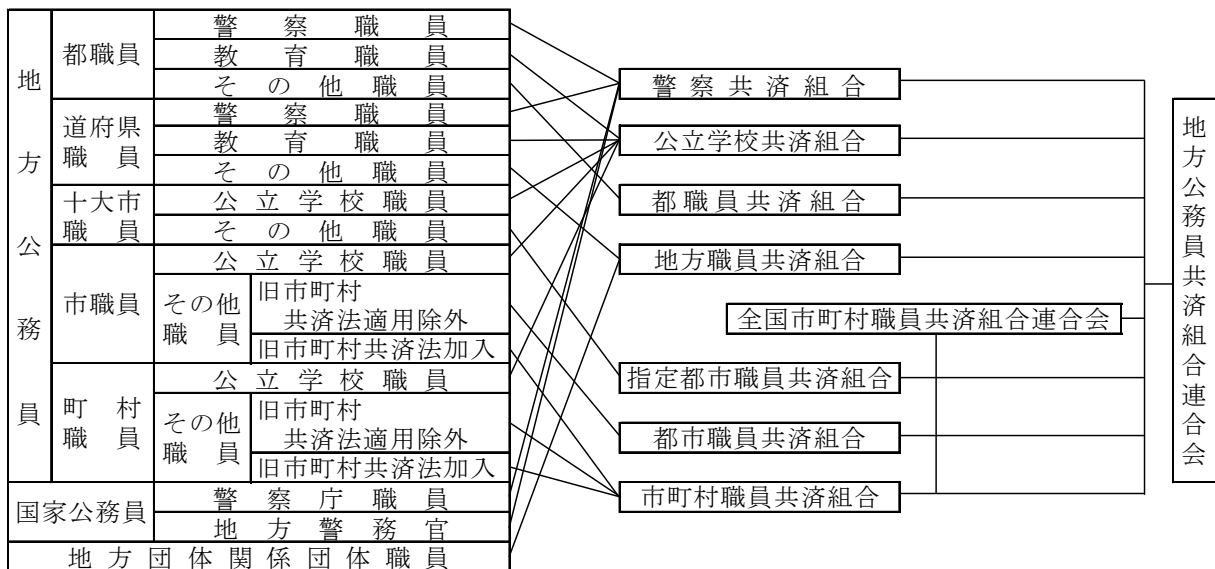 地方公務員
都職員
警察職員
教育職員
その他職員
道府県
職員
警察職員
教育職員
その他職員
十大市
職員
公立学校職員
その他職員
市職員
公立学校職員
その他
職員
旧市町村
共済法適用除外
旧市町村共済法加入
町村
職員
公立学校職員
その他
職員
旧市町村
共済法適用除外
旧市町村共済法加入
国家公務員
警察庁職員
地方警務官
地方団体関係団体職員
警察共済組合
公立学校共済組合
都職員共済組合
地方職員共済組合
全国市町村職員共済組合連合会
指定都市職員共済組合
都市職員共済組合
市町村職員共済組合
地方公務員共済組合連合会